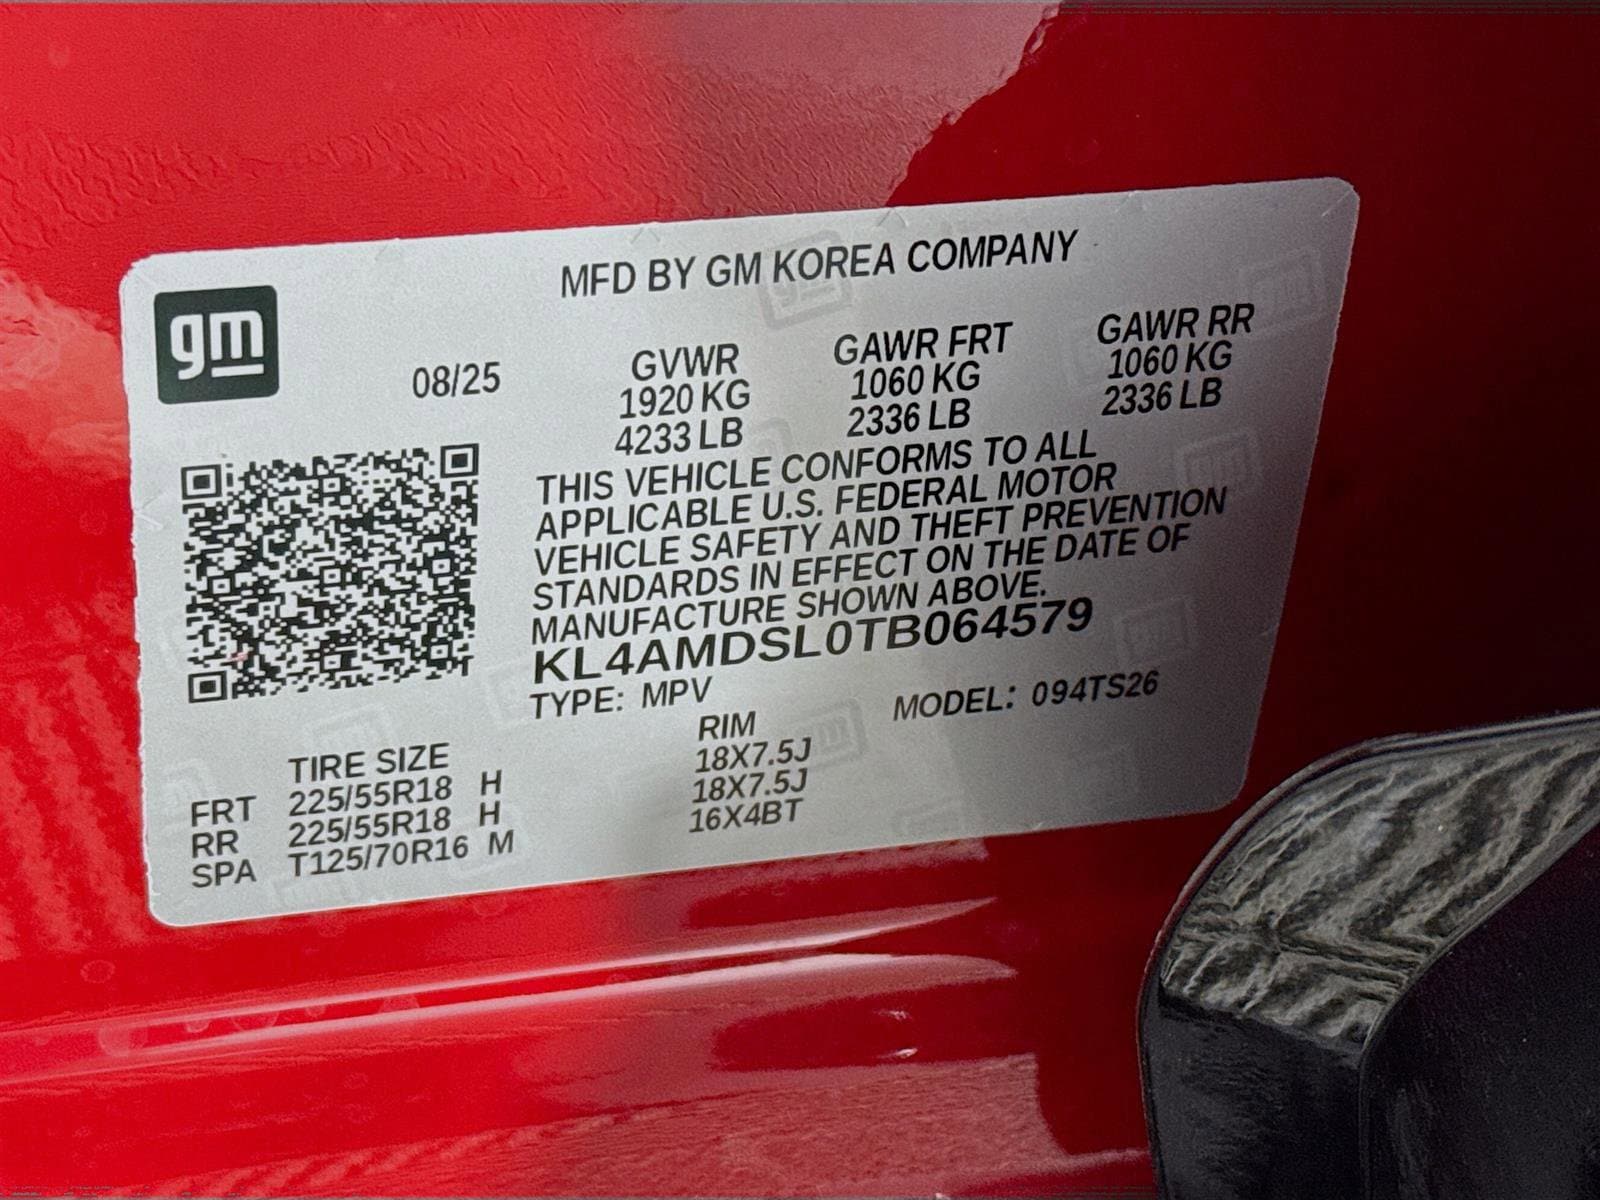 MFD BY GM KOREA COMPANY
gm
08/25
GVWR GAWR FRT GAWR RR
1920 KG 1060 KG 1060 KG
4233 LB 2336 LB 2336 LB
THIS VEHICLE CONFORMS TO ALL
APPLICABLE U.S. FEDERAL MOTOR
VEHICLE SAFETY AND THEFT PREVENTION
STANDARDS IN EFFECT ON THE DATE OF
MANUFACTURE SHOWN ABOVE.
KL4AMDSL0TB064579
TYPE: MPV MODEL: 094TS26
TIRE SIZE RIM
FRT 225/55R18 H 18X7.5J
RR 225/55R18 H 18X7.5J
SPA T125/70R16 M 16X4BT